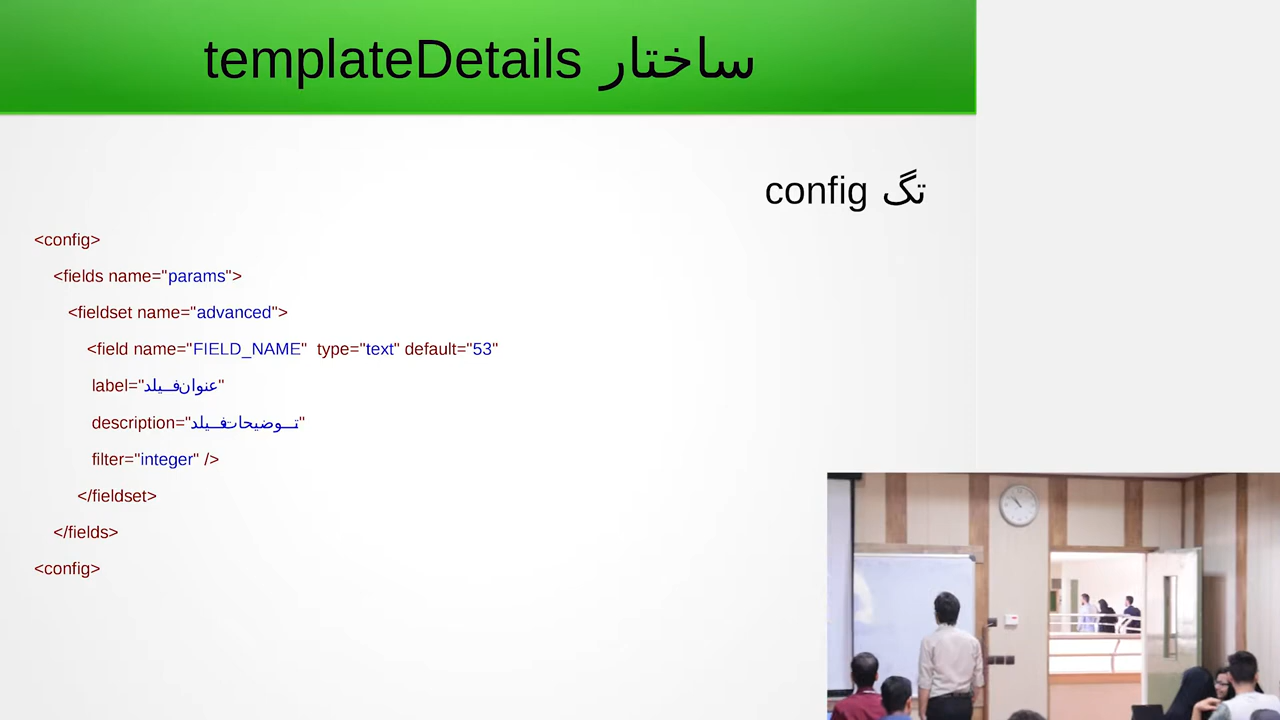 ساختار templateDetails
تگ config
<config>
<fields name="params">
<fieldset name="advanced">
<field name="FIELD_NAME" type="text" default="53"
label="عنوان فیلد"
description="توضیحات فیلد"
filter="integer" />
</fieldset>
</fields>
<config>